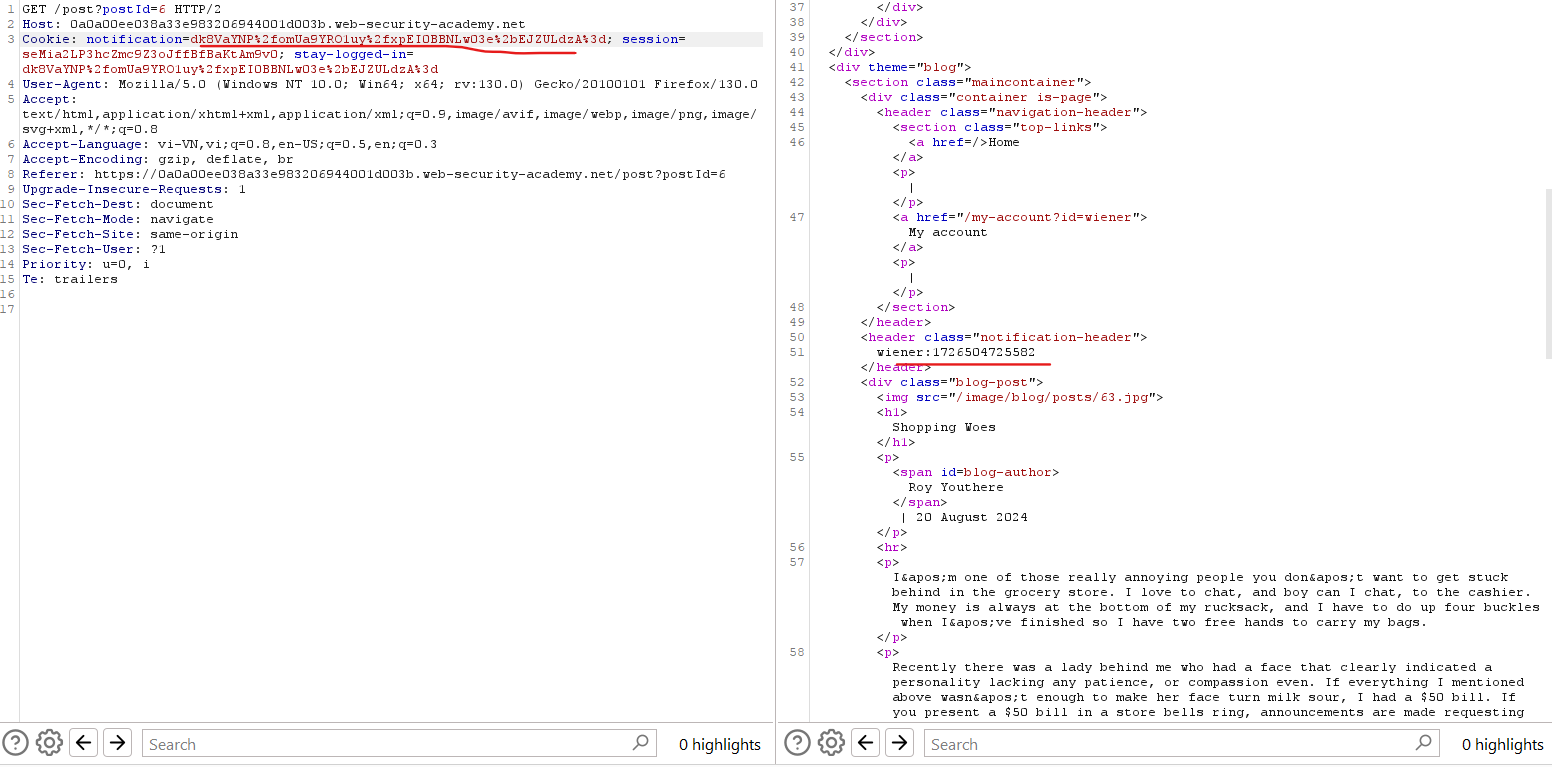 1 GET /post?postId=6 HTTP/2
2 Host: 0a0a00ee038a33e983206944001d003b.web-security-academy.net
3 Cookie: notification=dk8VaYNP%2fomUa9YRO1uy%2fxpEI0BBNLw03e%2bEJZULdzA%3d; session=
seMia2LP3hcZmc9Z3oJffBfBaKtAm9v0; stay-logged-in=
dk8VaYNP%2fomUa9YRO1uy%2fxpEI0BBNLw03e%2bEJZULdzA%3d
4 User-Agent: Mozilla/5.0 (Windows NT 10.0; Win64; x64; rv:130.0) Gecko/20100101 Firefox/130.0
5 Accept:
text/html,application/xhtml+xml,application/xml;q=0.9,image/avif,image/webp,image/png,image/
svg+xml,*/*;q=0.8
6 Accept-Language: vi-VN,vi;q=0.8,en-US;q=0.5,en;q=0.3
7 Accept-Encoding: gzip, deflate, br
8 Referer: https://0a0a00ee038a33e983206944001d003b.web-security-academy.net/post?postId=6
9 Upgrade-Insecure-Requests: 1
10 Sec-Fetch-Dest: document
11 Sec-Fetch-Mode: navigate
12 Sec-Fetch-Site: same-origin
13 Sec-Fetch-User: ?1
14 Priority: u=0, i
15 Te: trailers
16
17
Search
0 highlights
37 </div>
38 </div>
39 </section>
40 </div>
41 <div theme="blog">
42 <section class="maincontainer">
43 <div class="container is-page">
44 <header class="navigation-header">
45 <section class="top-links">
46 <a href=/>Home
</a>
<p>
|
</p>
47 <a href="/my-account?id=wiener">
My account
</a>
<p>
|
</p>
48 </section>
49 </header>
50 <header class="notification-header">
51 wiener:1726504725582
</header>
52 <div class="blog-post">
53 <img src="/image/blog/posts/63.jpg">
54 <h1>
Shopping Woes
</h1>
55 <p>
<span id=blog-author>
Roy Youthere
</span>
| 20 August 2024
</p>
56 <hr>
57 <p>
I&apos;m one of those really annoying people you don&apos;t want to get stuck
behind in the grocery store. I love to chat, and boy can I chat, to the cashier.
My money is always at the bottom of my rucksack, and I have to do up four buckles
when I&apos;ve finished so I have two free hands to carry my bags.
</p>
58 <p>
Recently there was a lady behind me who had a face that clearly indicated a
personality lacking any patience, or compassion even. If everything I mentioned
above wasn&apos;t enough to make her face turn milk sour, I had a $50 bill. If
you present a $50 bill in a store bells ring, announcements are made requesting
Search
0 highlights